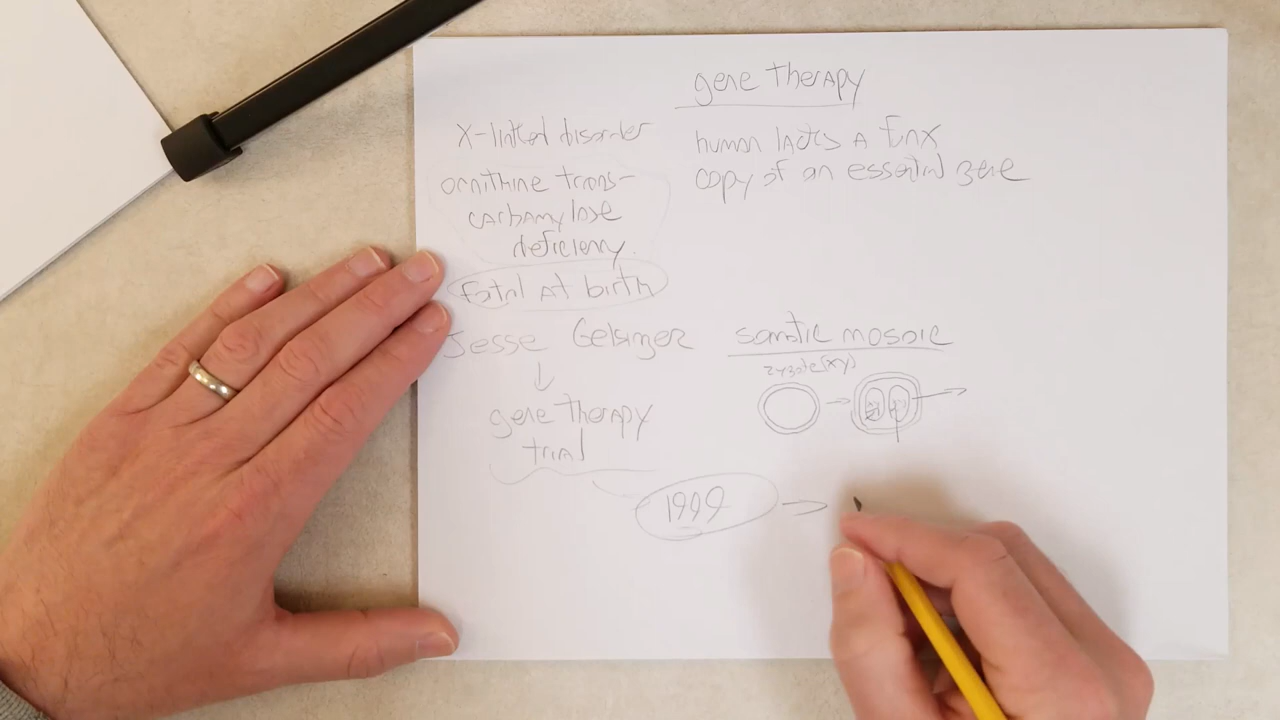 gene therapy
X-linked disorder
ornithine trans-
carbamylase
deficiency.
fatal at birth
Jesse Gelsinger
gene therapy
trial
1999
human lacks a funx
copy of an essential gene
somatic mosaic
zygote (xy)